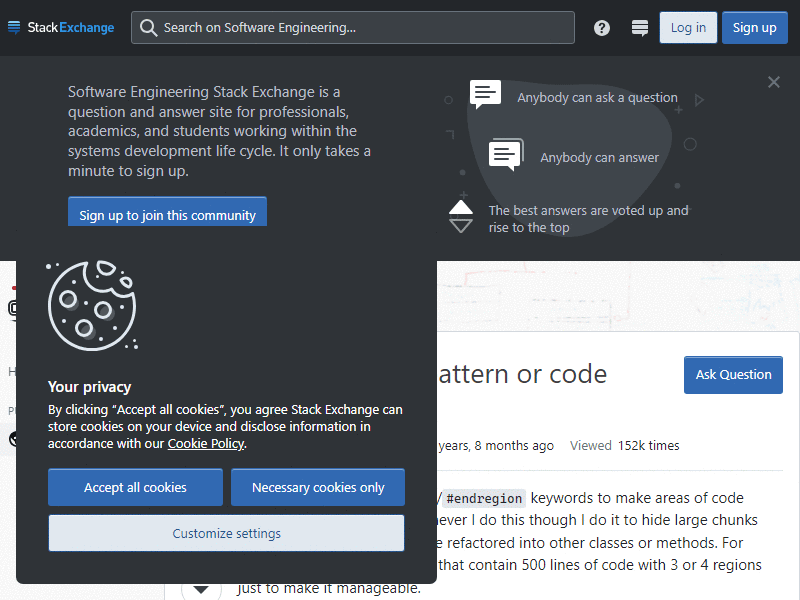 StackExchange
Search on Software Engineering...
?
Log in
Sign up
Software Engineering Stack Exchange is a
question and answer site for professionals,
academics, and students working within the
systems development life cycle. It only takes a
minute to sign up.
Sign up to join this community
Anybody can ask a question
Anybody can answer
The best answers are voted up and
rise to the top
attern or code
Ask Question
years, 8 months ago Viewed 152k times
/#endregion keywords to make areas of code
never I do this though I do it to hide large chunks
e refactored into other classes or methods. For
that contain 500 lines of code with 3 or 4 regions
just to make it manageable.
Your privacy
By clicking “Accept all cookies”, you agree Stack Exchange can
store cookies on your device and disclose information in
accordance with our Cookie Policy.
Accept all cookies
Necessary cookies only
Customize settings